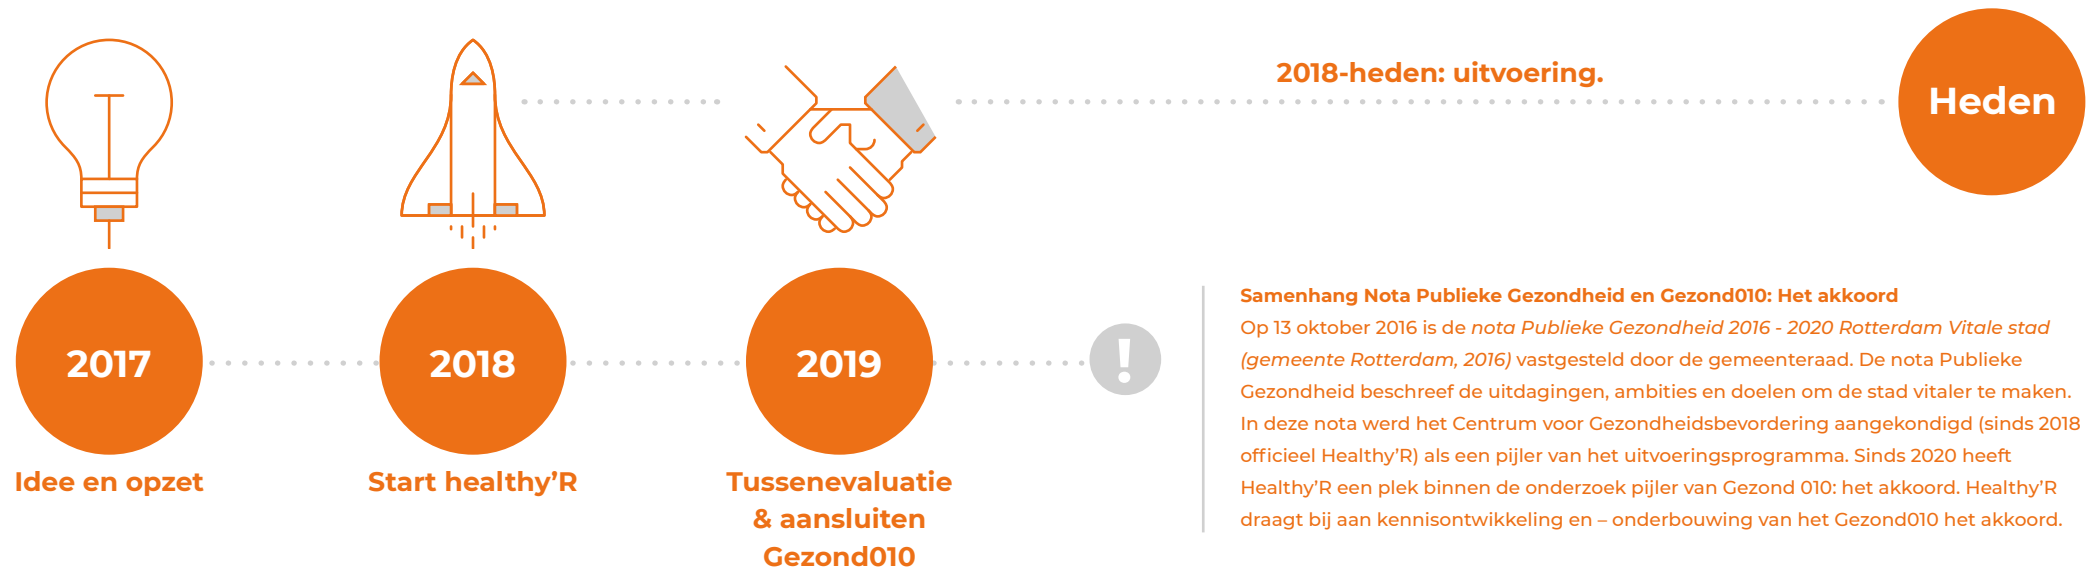 2018-heden: uitvoering.
Heden
2017
Idee en opzet
2018
Start healthy’R
2019
Tussenevaluatie
& aansluiten
Gezond010
!
Samenhang Nota Publieke Gezondheid en Gezond010: Het akkoord
Op 13 oktober 2016 is de nota Publieke Gezondheid 2016 - 2020 Rotterdam Vitale stad
(gemeente Rotterdam, 2016) vastgesteld door de gemeenteraad. De nota Publieke
Gezondheid beschreef de uitdagingen, ambities en doelen om de stad vitaler te maken.
In deze nota werd het Centrum voor Gezondheidsbevordering aangekondigd (sinds 2018
officieel Healthy’R) als een pijler van het uitvoeringsprogramma. Sinds 2020 heeft
Healthy’R een plek binnen de onderzoek pijler van Gezond 010: het akkoord. Healthy’R
draagt bij aan kennisontwikkeling en – onderbouwing van het Gezond010 het akkoord.